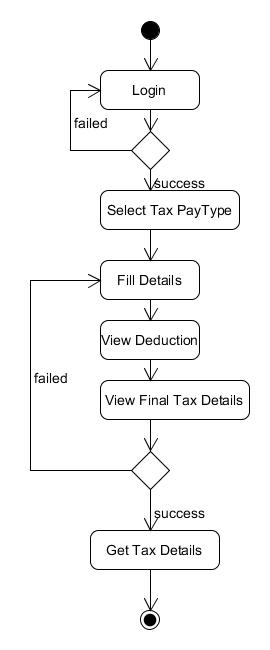 Login
failed
success
Select Tax PayType
Fill Details
View Deduction
failed
View Final Tax Details
success
Get Tax Details